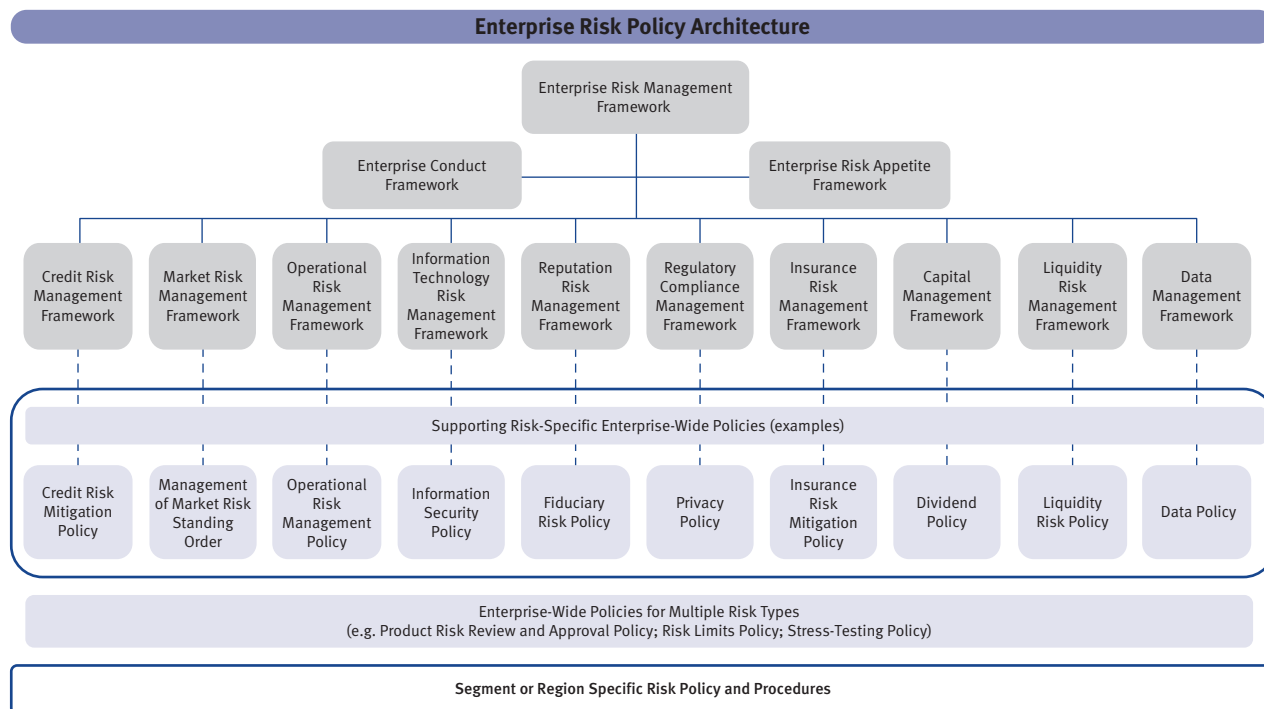 Enterprise Risk Policy Architecture
Enterprise Risk Management
Framework
Enterprise Conduct
Framework
Enterprise Risk Appetite
Framework
Credit Risk
Management
Framework
Market Risk
Management
Framework
Operational
Risk
Management
Framework
Information
Technology
Risk
Management
Framework
Reputation
Risk
Management
Framework
Regulatory
Compliance
Management
Framework
Insurance
Risk
Management
Framework
Capital
Management
Framework
Liquidity
Risk
Management
Framework
Data
Management
Framework
Supporting Risk-Specific Enterprise-Wide Policies (examples)
Credit Risk
Mitigation
Policy
Management
of Market Risk
Standing
Order
Operational
Risk
Management
Policy
Information
Security
Policy
Fiduciary
Risk Policy
Privacy
Policy
Insurance
Risk
Mitigation
Policy
Dividend
Policy
Liquidity
Risk Policy
Data Policy
Enterprise-Wide Policies for Multiple Risk Types
(e.g. Product Risk Review and Approval Policy; Risk Limits Policy; Stress-Testing Policy)
Segment or Region Specific Risk Policy and Procedures